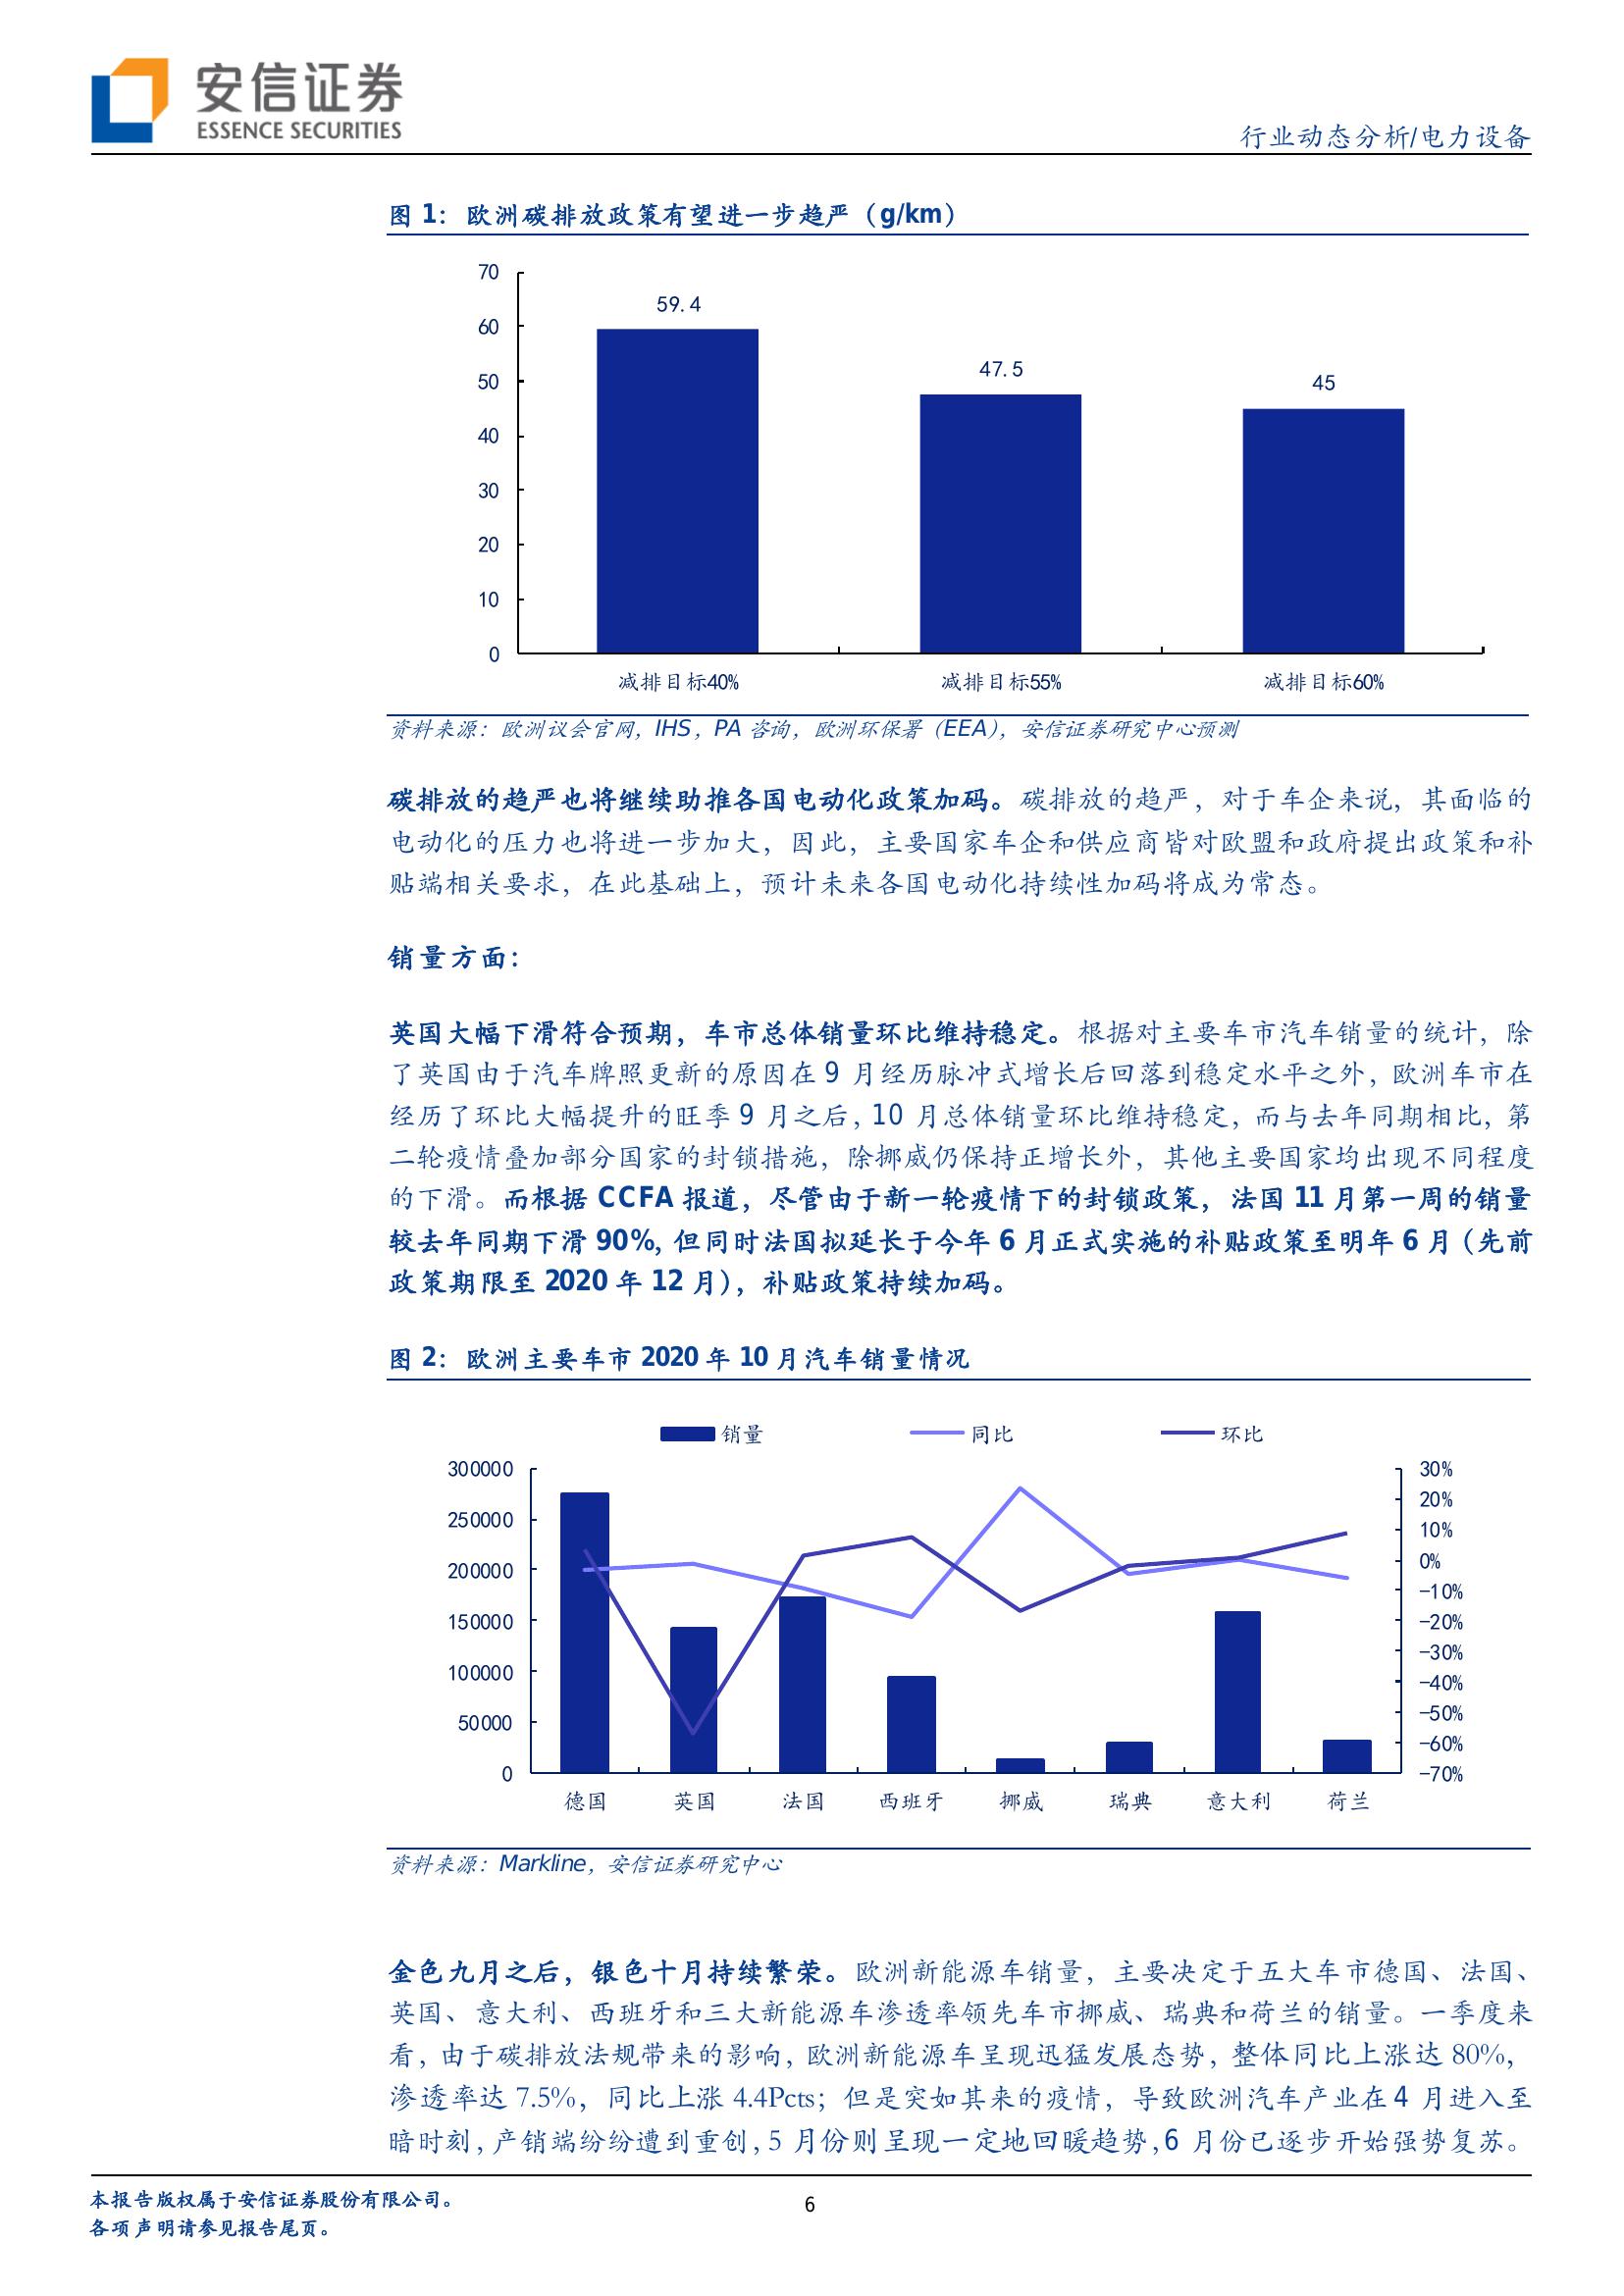 安信证券
ESSENCE SECURITIES
行业动态分析/电力设备
图 1：欧洲碳排放政策有望进一步趋严（g/km）
70
60
50
40
30
20
10
0
59.4
47.5
45
减排目标40%
减排目标55%
减排目标60%
资料来源：欧洲议会官网，IHS，PA 咨询，欧洲环保署（EEA），安信证券研究中心预测
碳排放的趋严也将继续助推各国电动化政策加码。碳排放的趋严，对于车企来说，其面临的
电动化的压力也将进一步加大，因此，主要国家车企和供应商皆对欧盟和政府提出政策和补
贴端相关要求，在此基础上，预计未来各国电动化持续性加码将成为常态。
销量方面：
英国大幅下滑符合预期，车市总体销量环比维持稳定。根据对主要车市汽车销量的统计，除
了英国由于汽车牌照更新的原因在 9 月经历脉冲式增长后回落到稳定水平之外，欧洲车市在
经历了环比大幅提升的旺季 9 月之后，10 月总体销量环比维持稳定，而与去年同期相比，第
二轮疫情叠加部分国家的封锁措施，除挪威仍保持正增长外，其他主要国家均出现不同程度
的下滑。而根据 CCFA 报道，尽管由于新一轮疫情下的封锁政策，法国 11 月第一周的销量
较去年同期下滑 90%，但同时法国拟延长于今年 6 月正式实施的补贴政策至明年 6 月（先前
政策期限至 2020 年 12 月），补贴政策持续加码。
图 2：欧洲主要车市 2020 年 10 月汽车销量情况
销量 同比 环比
300000
250000
200000
150000
100000
50000
0
30%
20%
10%
0%
-10%
-20%
-30%
-40%
-50%
-60%
-70%
德国 英国 法国 西班牙 挪威 瑞典 意大利 荷兰
资料来源：Markline，安信证券研究中心
金色九月之后，银色十月持续繁荣。欧洲新能源车销量，主要决定于五大车市德国、法国、
英国、意大利、西班牙和三大新能源车渗透率领先车市挪威、瑞典和荷兰的销量。一季度来
看，由于碳排放法规带来的影响，欧洲新能源车呈现迅猛发展态势，整体同比上涨达 80%，
渗透率达 7.5%，同比上涨 4.4Pcts；但是突如其来的疫情，导致欧洲汽车产业在 4 月进入至
暗时刻，产销端纷纷遭到重创，5 月份则呈现一定地回暖趋势，6 月份已逐步开始强势复苏。
本报告版权属于安信证券股份有限公司。
各项声明请参见报告尾页。
6